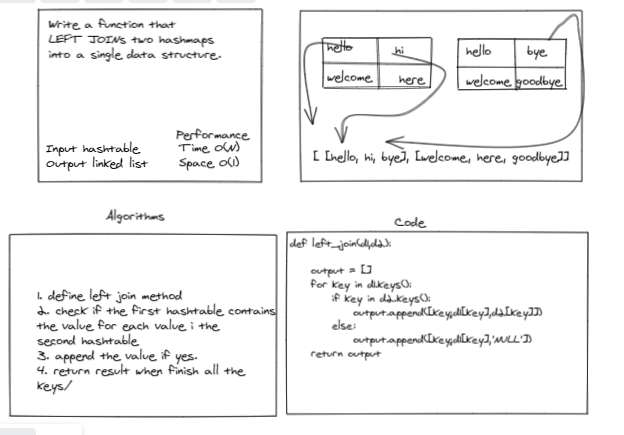 Write a function that
LEFT JOINs two hashmaps
into a single data structure.
Performance
Input hashtable Time O(N)
Output linked list Space O(1)
hello hi
welcome here
hello bye
welcome goodbye
[ [hello, hi, bye], [welcome, here, goodbye]]
Algorithms
1. define left join method
2. check if the first hashtable contains
the value for each value i the
second hashtable
3. append the value if yes.
4. return result when finish all the
keys/
Code
def left_join(d1,d2):
output = []
for key in d1.keys():
if key in d2.keys():
output.append([key,d1[key],d2[key]])
else:
output.append([key,d1[key],'NULL'])
return output